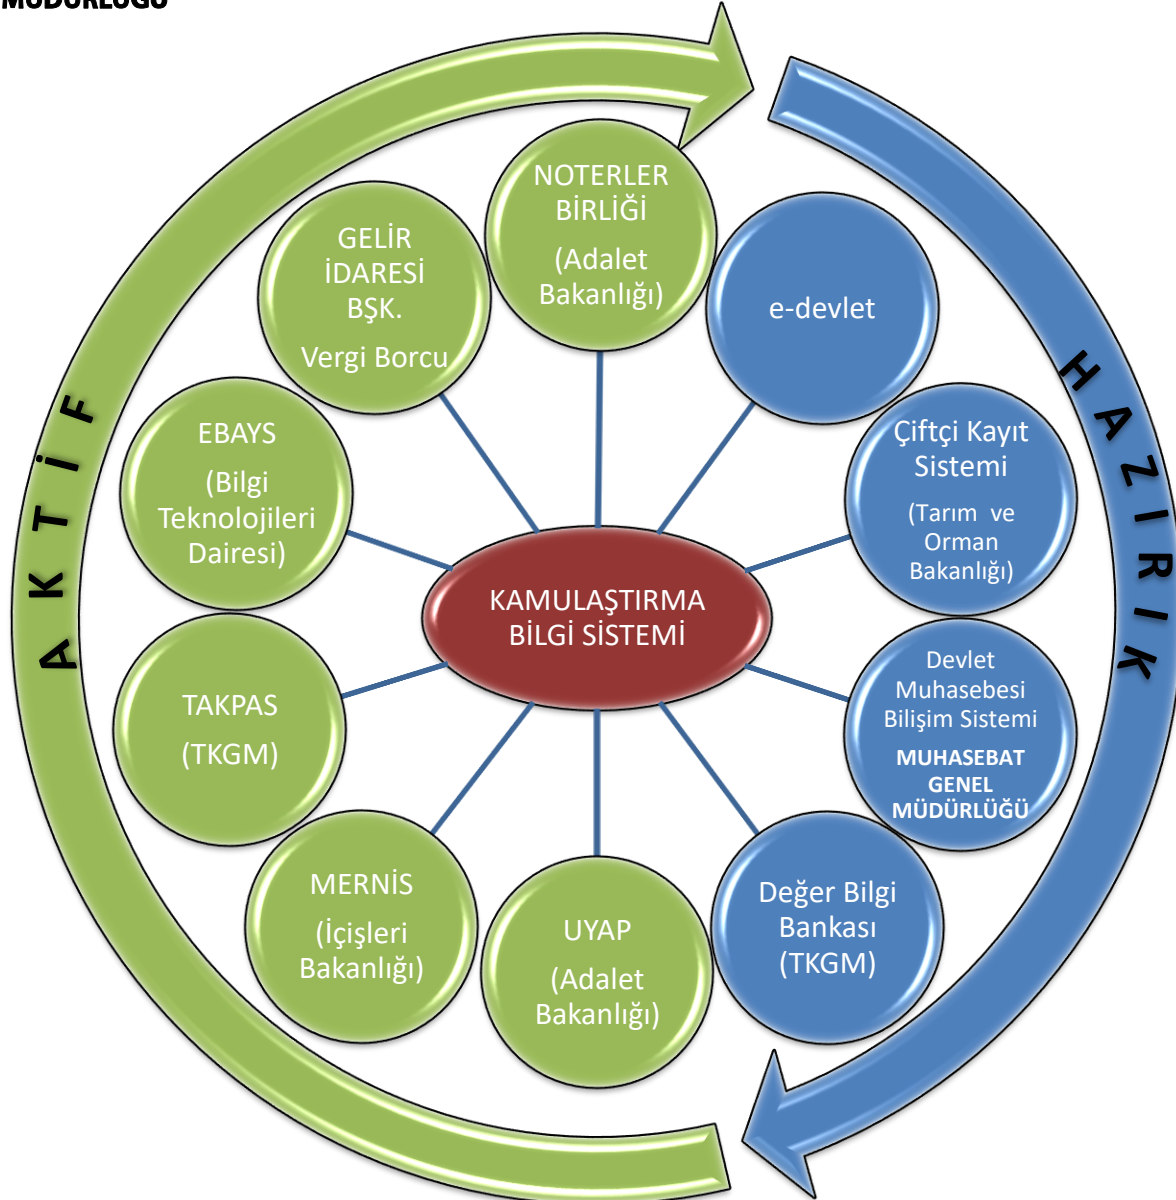 MÜDÜRLÜĞÜ
NOTERLER
BİRLİĞİ
(Adalet
Bakanlığı)
e-devlet
Çiftçi Kayıt
Sistemi
(Tarım ve
Orman
Bakanlığı)
Devlet
Muhasebesi
Bilişim Sistemi
MUHASEBAT
GENEL
MÜDÜRLÜĞÜ
Değer Bilgi
Bankası
(TKGM)
UYAP
(Adalet
Bakanlığı)
MERNİS
(İçişleri
Bakanlığı)
TAKPAS
(TKGM)
EBAYS
(Bilgi
Teknolojileri
Dairesi)
GELİR
İDARESİ
BŞK.
Vergi Borcu
KAMULAŞTIRMA
BİLGİ SİSTEMİ
AKTİF
HAZIRIK